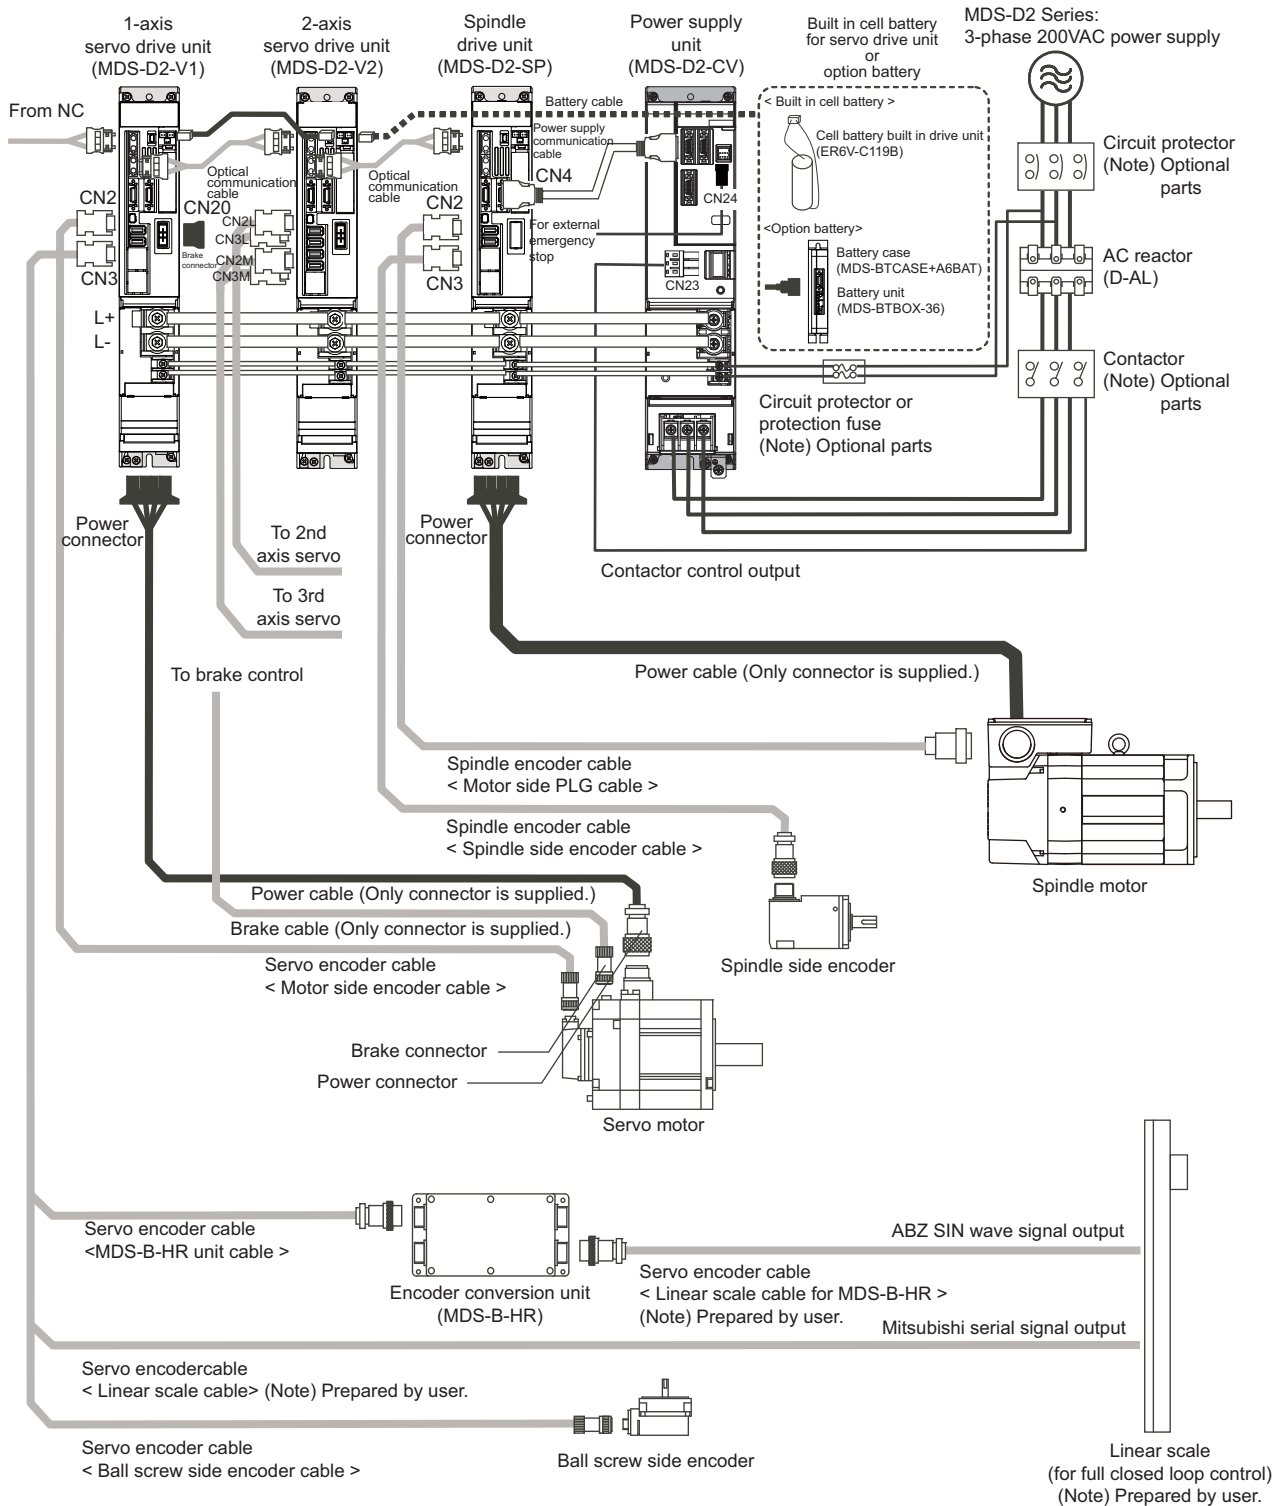 1-axis
servo drive unit
(MDS-D2-V1)
2-axis
servo drive unit
(MDS-D2-V2)
Spindle
drive unit
(MDS-D2-SP)
Power supply
unit
(MDS-D2-CV)
Built in cell battery
for servo drive unit
or
option battery
MDS-D2 Series:
3-phase 200VAC power supply
From NC
Battery cable
< Built in cell battery >
Cell battery built in drive unit
(ER6V-C119B)
Power supply
communication
cable
Circuit protector
(Note) Optional
parts
Optical
communication
cable
Optical
communication
cable
CN4
CN2
CN20
CN2L
CN3L
CN2M
CN3M
Brake
connector
CN3
CN2
CN3
CN24
For external
emergency
stop
CN23
<Option battery>
Battery case
(MDS-BTCASE+A6BAT)
Battery unit
(MDS-BTBOX-36)
AC reactor
(D-AL)
L+
L-
Contactor
(Note) Optional
parts
Circuit protector or
protection fuse
(Note) Optional parts
Power
connector
To 2nd
axis servo
To 3rd
axis servo
Power
connector
Contactor control output
To brake control
Power cable (Only connector is supplied.)
Spindle encoder cable
< Motor side PLG cable >
Spindle encoder cable
< Spindle side encoder cable >
Spindle motor
Power cable (Only connector is supplied.)
Brake cable (Only connector is supplied.)
Servo encoder cable
< Motor side encoder cable >
Spindle side encoder
Brake connector
Power connector
Servo motor
Servo encoder cable
<MDS-B-HR unit cable >
Encoder conversion unit
(MDS-B-HR)
ABZ SIN wave signal output
Servo encoder cable
< Linear scale cable for MDS-B-HR >
(Note) Prepared by user.
Mitsubishi serial signal output
Servo encodercable
< Linear scale cable> (Note) Prepared by user.
Servo encoder cable
< Ball screw side encoder cable >
Ball screw side encoder
Linear scale
(for full closed loop control)
(Note) Prepared by user.